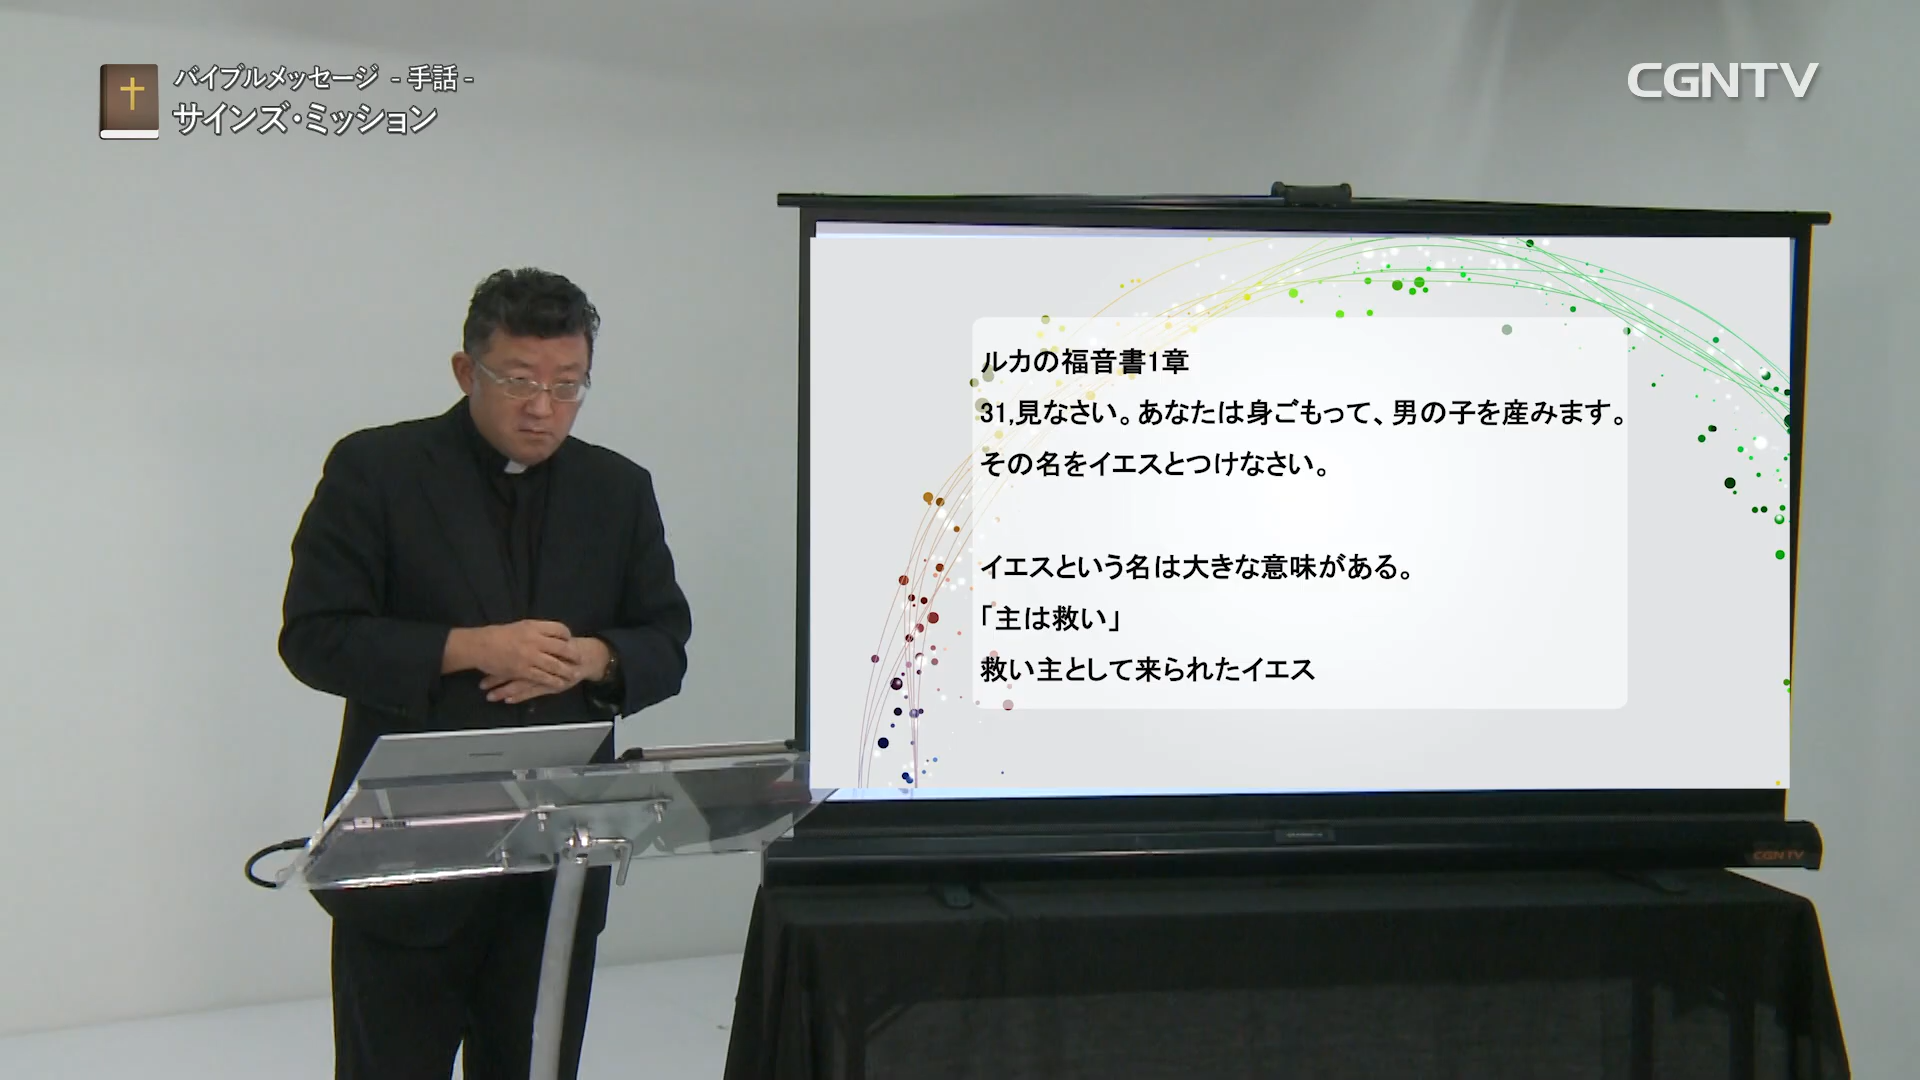 バイブルメッセージ -手話-
サインズ・ミッション
CGNTV
ルカの福音書1章
31,見なさい。あなたは身ごもって、男の子を産みます。
その名をイエスとつけなさい。
イエスという名は大きな意味がある。
「主は救い」
救い主として来られたイエス
CGNTV